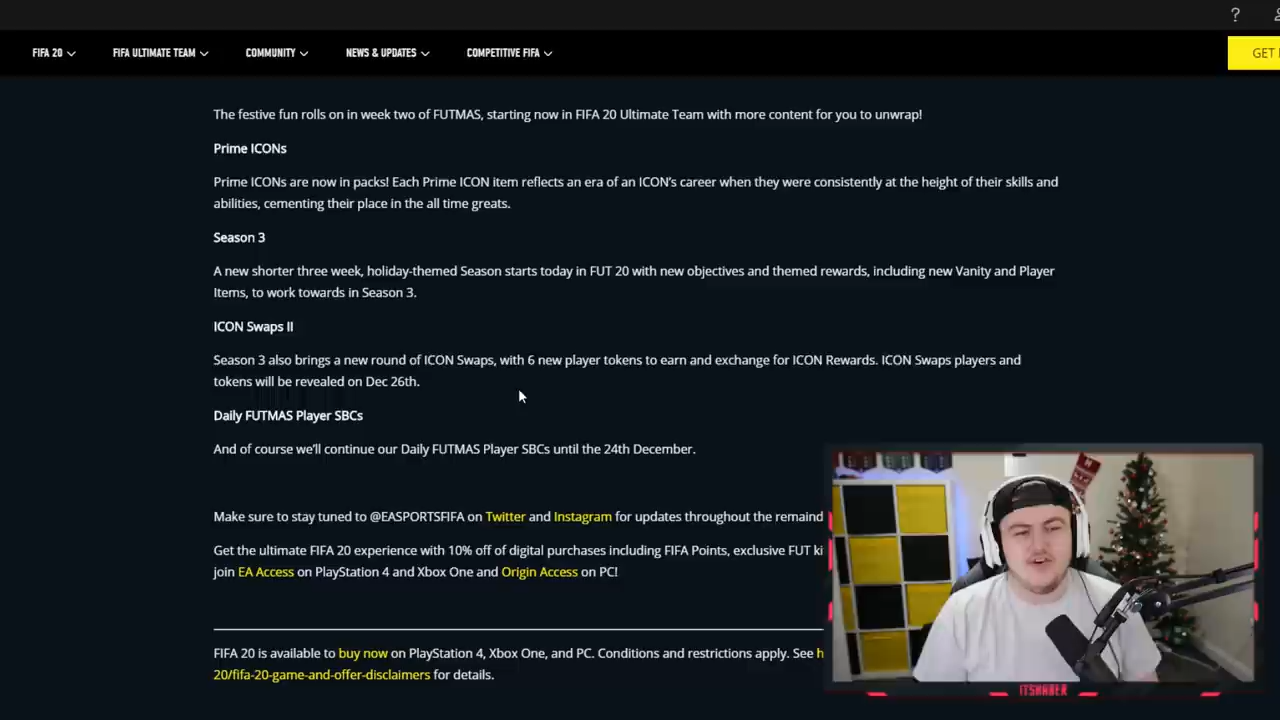 FIFA 20
FIFA ULTIMATE TEAM
COMMUNITY
NEWS & UPDATES
COMPETITIVE FIFA
GET
The festive fun rolls on in week two of FUTMAS, starting now in FIFA 20 Ultimate Team with more content for you to unwrap!
Prime ICONs
Prime ICONs are now in packs! Each Prime ICON item reflects an era of an ICON's career when they were consistently at the height of their skills and
abilities, cementing their place in the all time greats.
Season 3
A new shorter three week, holiday-themed Season starts today in FUT 20 with new objectives and themed rewards, including new Vanity and Player
Items, to work towards in Season 3.
ICON Swaps II
Season 3 also brings a new round of ICON Swaps, with 6 new player tokens to earn and exchange for ICON Rewards. ICON Swaps players and
tokens will be revealed on Dec 26th.
Daily FUTMAS Player SBCs
And of course we'll continue our Daily FUTMAS Player SBCs until the 24th December.
Make sure to stay tuned to @EASPORTSFIFA on Twitter and Instagram for updates throughout the remaind
Get the ultimate FIFA 20 experience with 10% off of digital purchases including FIFA Points, exclusive FUT ki
join EA Access on PlayStation 4 and Xbox One and Origin Access on PC!
FIFA 20 is available to buy now on PlayStation 4, Xbox One, and PC. Conditions and restrictions apply. See h
20/fifa-20-game-and-offer-disclaimers for details.
ITSHABER